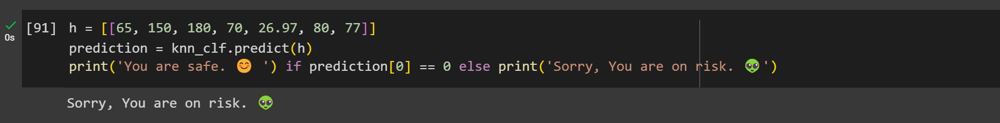 [91] h = [[65, 150, 180, 70, 26.97, 80, 77]]
0s
prediction = knn_clf.predict(h)
print('You are safe. 😊 ') if prediction[0] == 0 else print('Sorry, You are on risk. 👽')
Sorry, You are on risk. 👽